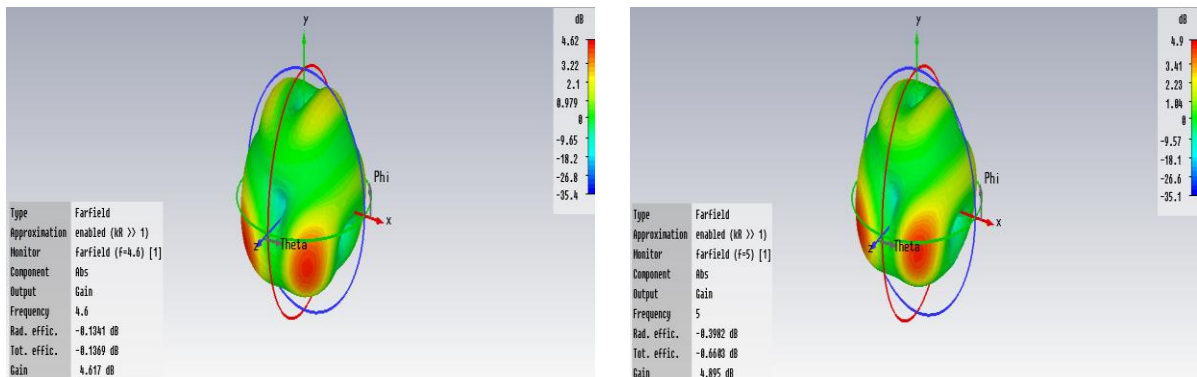 y
dB
4.62
3.22
2.1
0.979
0
-9.65
-18.2
-26.8
-35.4
Phi
x
z
Theta
Type Farfield
Approximation enabled (kR >> 1)
Monitor farfield (f=4.6) [1]
Component Abs
Output Gain
Frequency 4.6
Rad. effic. -0.1341 dB
Tot. effic. -0.1369 dB
Gain 4.617 dB
y
dB
4.9
3.41
2.23
1.04
0
-9.57
-18.1
-26.6
-35.1
Phi
x
z
Theta
Type Farfield
Approximation enabled (kR >> 1)
Monitor farfield (f=5) [1]
Component Abs
Output Gain
Frequency 5
Rad. effic. -0.3902 dB
Tot. effic. -0.6603 dB
Gain 4.895 dB